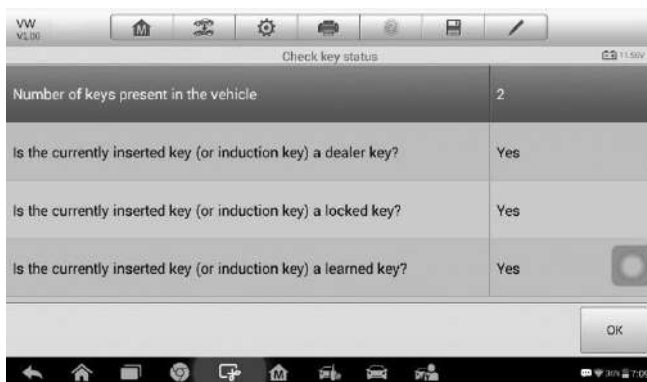 VW
V1.00
Check key status
11.56V
Number of keys present in the vehicle 2
Is the currently inserted key (or induction key) a dealer key? Yes
Is the currently inserted key (or induction key) a locked key? Yes
Is the currently inserted key (or induction key) a learned key? Yes
OK